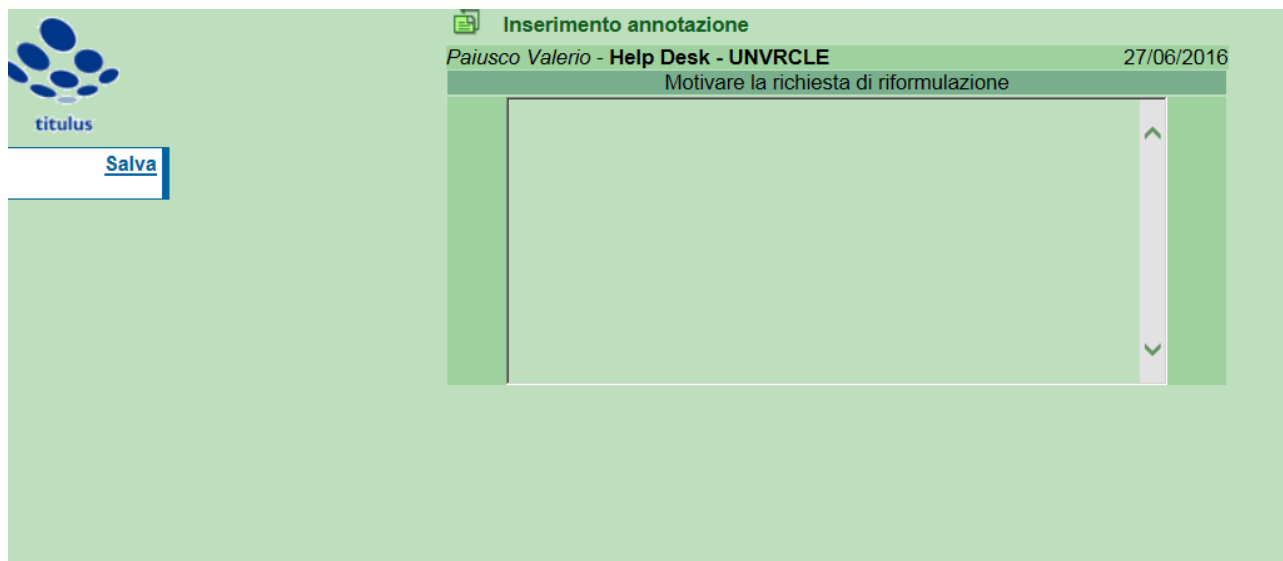 Inserimento annotazione
Paiusco Valerio - Help Desk - UNVRCLE 27/06/2016
Motivare la richiesta di riformulazione
titulus
Salva